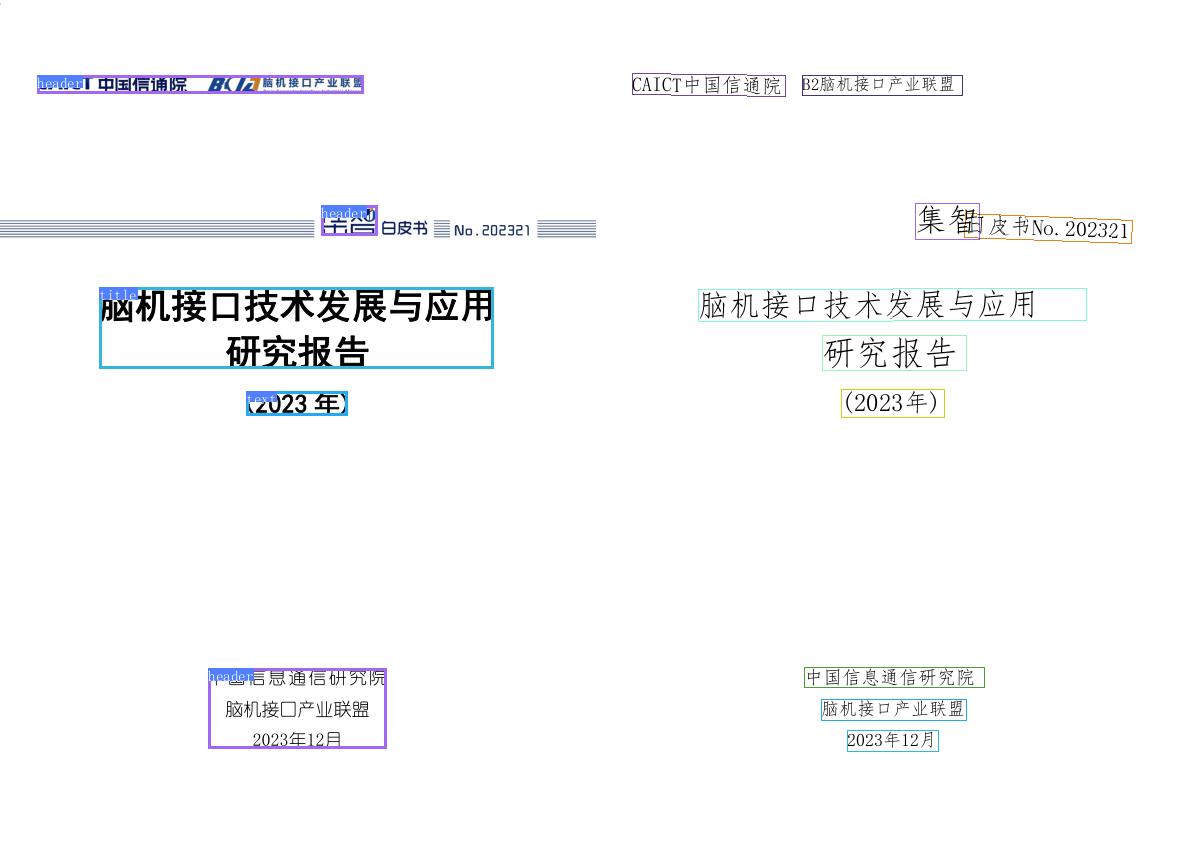 header T 中国信通院 BCIA 脑机接口产业联盟
header 集智 白皮书 No.202321
title
脑机接口技术发展与应用
研究报告
text
(2023 年)
header
中国信息通信研究院
脑机接口产业联盟
2023年12月
CAICT中国信通院 B2脑机接口产业联盟
集智 白皮书No.202321
脑机接口技术发展与应用
研究报告
(2023年)
中国信息通信研究院
脑机接口产业联盟
2023年12月